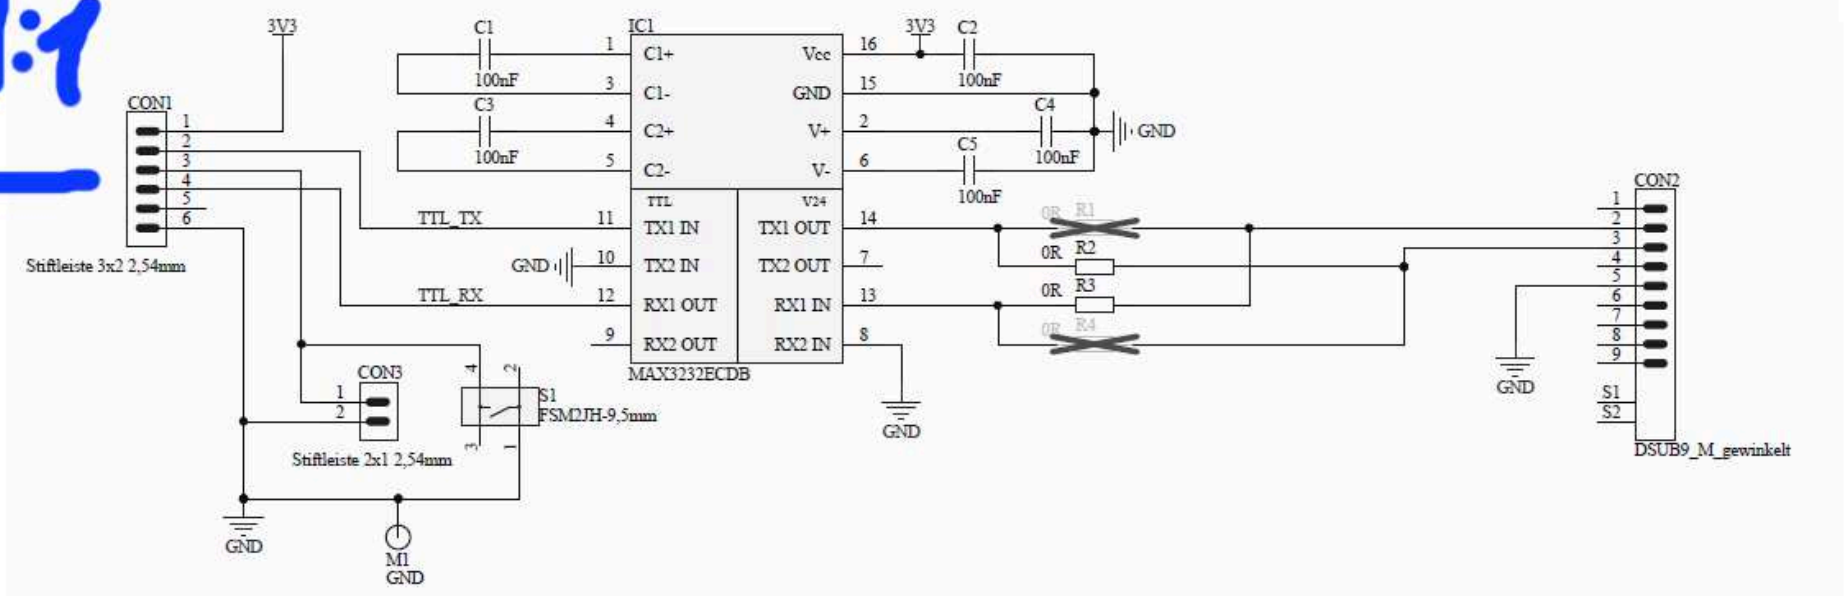 :1
3V3
CON1
1
2
3
4
5
6
Stiftleiste 3x2 2,54mm
C1
100nF
C3
100nF
TTL_TX
GND
TTL_RX
CON3
1
2
Stiftleiste 2x1 2,54mm
4
2
3
1
S1
FSM2JH-9,5mm
GND
M1
GND
IC1
1
3
4
5
11
10
12
9
C1+
C1-
C2+
C2-
TTL
TX1 IN
TX2 IN
RX1 OUT
RX2 OUT
Vcc
GND
V+
V-
V24
TX1 OUT
TX2 OUT
RX1 IN
RX2 IN
16
15
2
6
14
7
13
8
MAX3232ECDB
3V3
C2
100nF
C4
100nF
C5
100nF
GND
0R R1
0R R2
0R R3
0R R4
GND
CON2
1
2
3
4
5
6
7
8
9
S1
S2
GND
DSUB9_M_gewinkelt